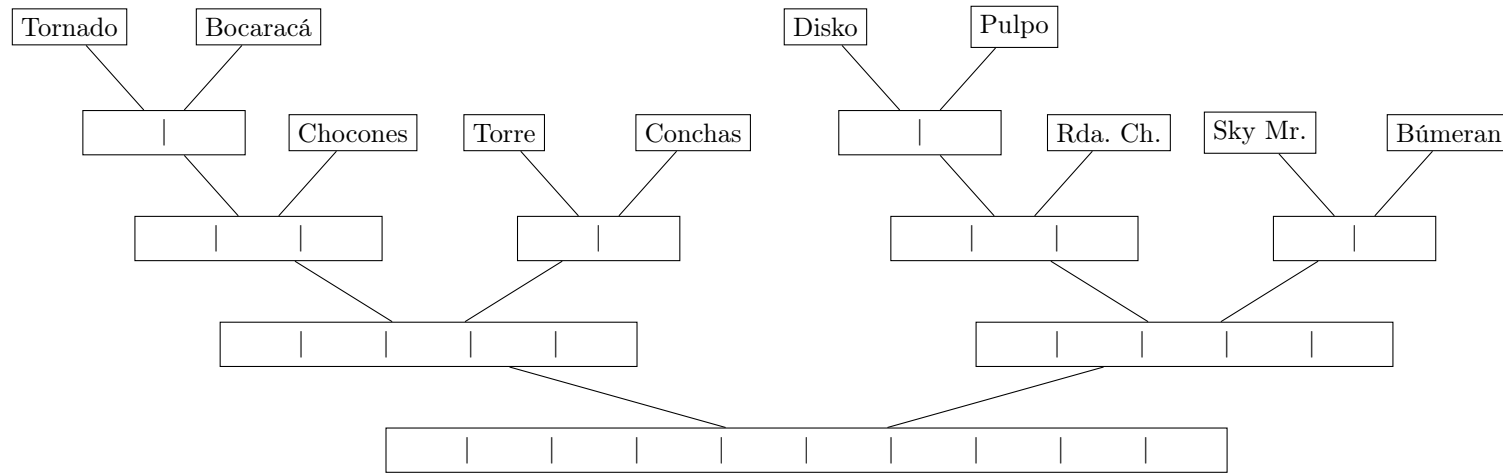 Tornado Bocaracá Disko Pulpo
Chocones Torre Conchas Rda. Ch. Sky Mr. Búmeran